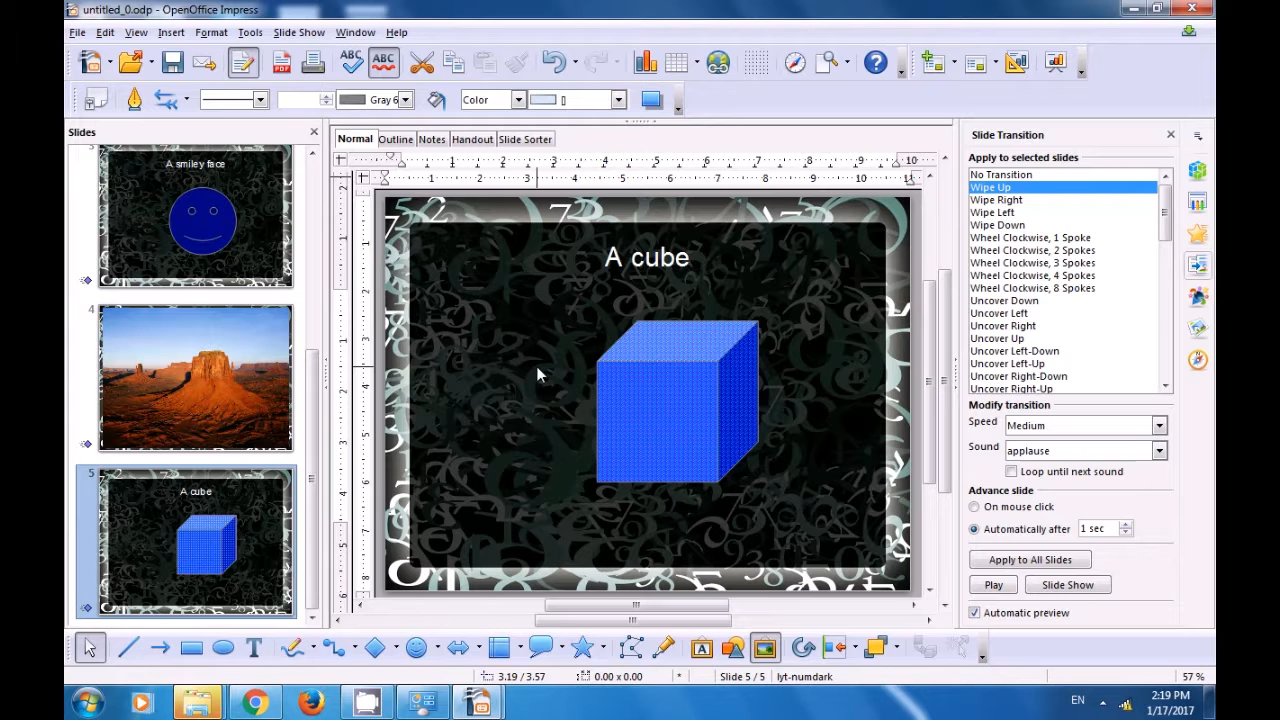 untitled_0.odp - OpenOffice Impress
File Edit View Insert Format Tools Slide Show Window Help
ABC ABC
Gray 6 Color
Slides
Normal Outline Notes Handout Slide Sorter
Slide Transition
Apply to selected slides
No Transition
Wipe Up
Wipe Right
Wipe Left
Wipe Down
Wheel Clockwise, 1 Spoke
Wheel Clockwise, 2 Spokes
Wheel Clockwise, 3 Spokes
Wheel Clockwise, 4 Spokes
Wheel Clockwise, 8 Spokes
Uncover Down
Uncover Left
Uncover Right
Uncover Up
Uncover Left-Down
Uncover Left-Up
Uncover Right-Down
Uncover Right-Up
Modify transition
Speed Medium
Sound applause
Loop until next sound
Advance slide
On mouse click
Automatically after 1 sec
Apply to All Slides
Play Slide Show
Automatic preview
A smiley face
4
5
A cube
A cube
3.19 / 3.57 0.00 x 0.00 * Slide 5 / 5 lyt-numdark 57 %
EN 2:19 PM
1/17/2017